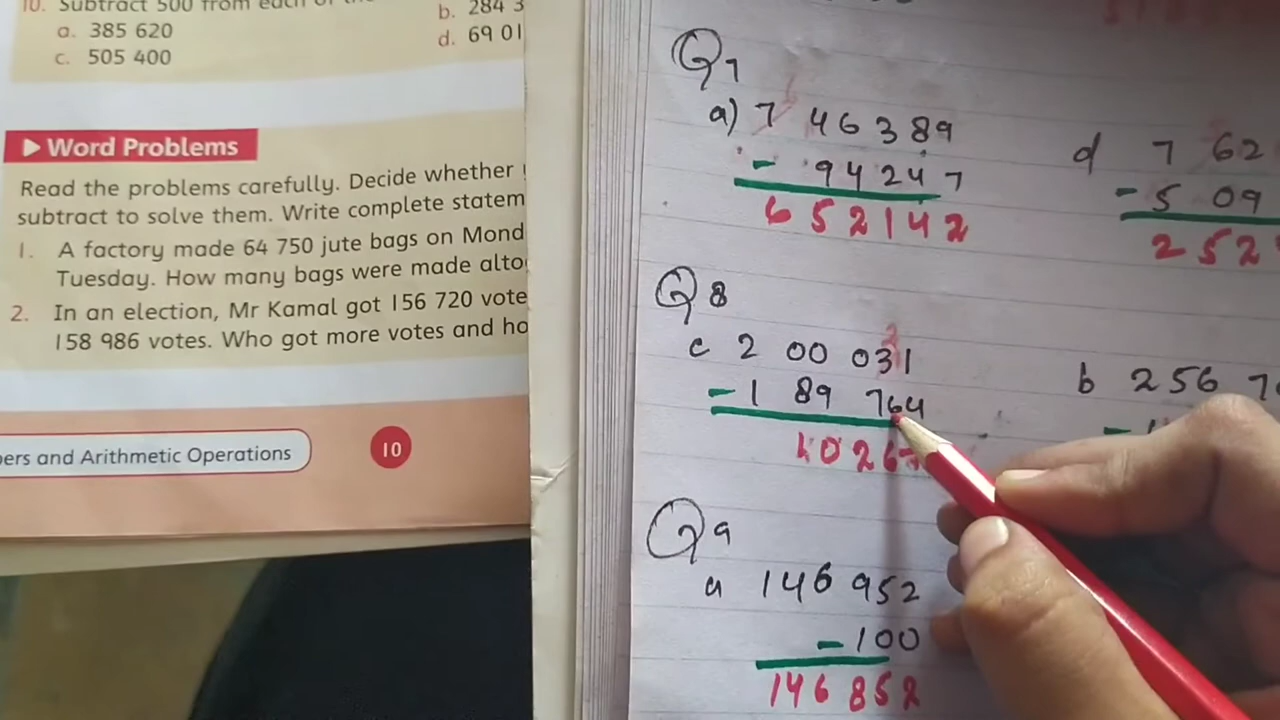 10. Subtract 500 from each of the
a. 385 620
b. 284 3
c. 505 400
d. 69 01
▶ Word Problems
Read the problems carefully. Decide whether
subtract to solve them. Write complete statem
1. A factory made 64 750 jute bags on Mond
Tuesday. How many bags were made alto
2. In an election, Mr Kamal got 156 720 vote
158 986 votes. Who got more votes and ho
ers and Arithmetic Operations
10
Q7
a) 7 46389
- 94247
652142
d 7 62
- 5 09
252
Q8
c 2 00 031
2
- 1 89 764
10267
b 256 7
-
Q9
a 146 952
- 100
146 852